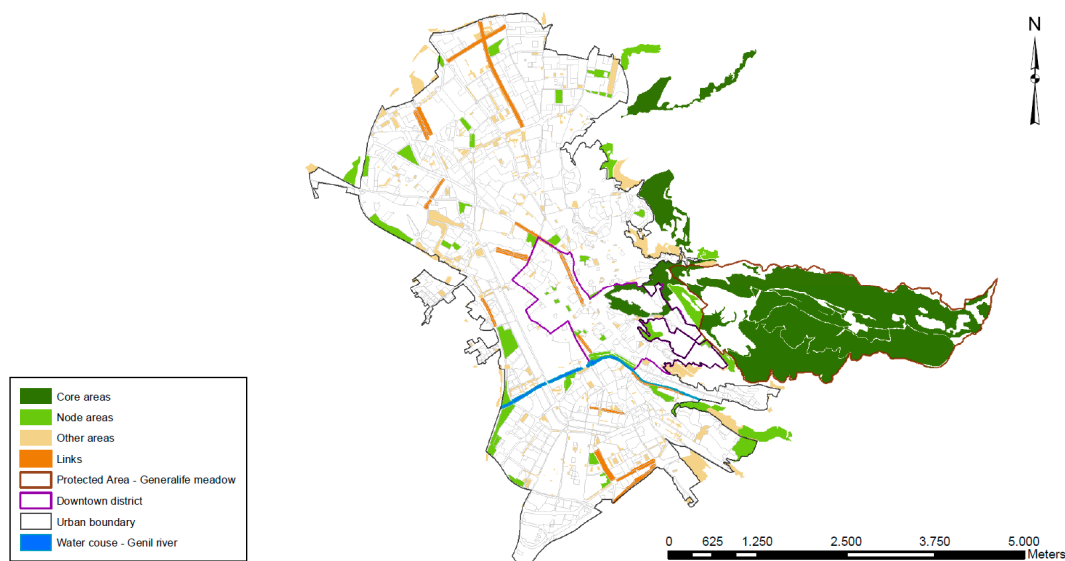 N
Core areas
Node areas
Other areas
Links
Protected Area - Generalife meadow
Downtown district
Urban boundary
Water couse - Genil river
0 625 1.250 2.500 3.750 5.000
Meters